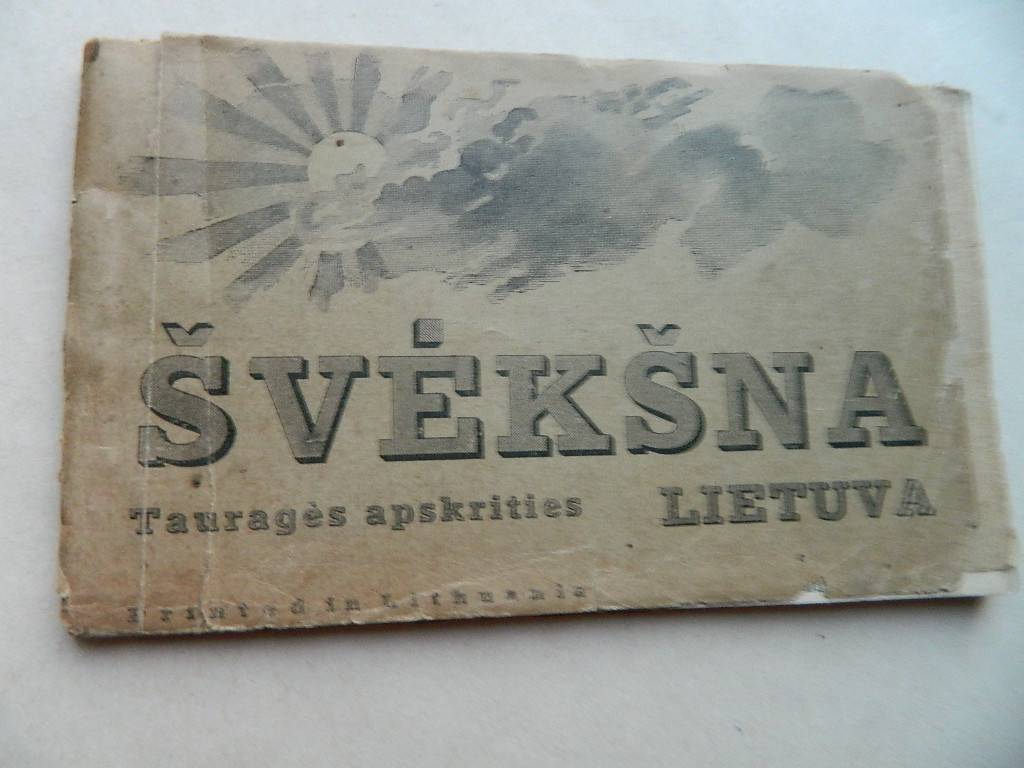 ŠVĖKŠNA
Tauragės apskrities LIETUVA
Printed in Lithuania